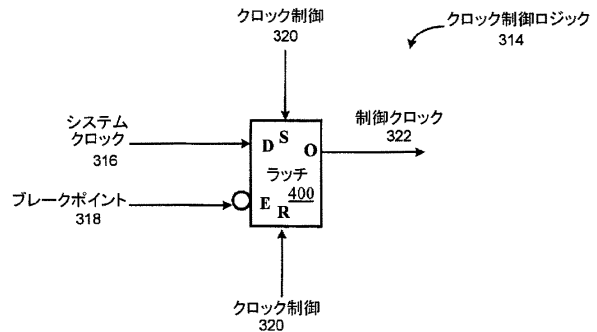 クロック制御
320
クロック制御ロジック
314
システム
クロック
316
制御クロック
322
D
S
O
ラッチ
400
ブレークポイント
318
E
R
クロック制御
320